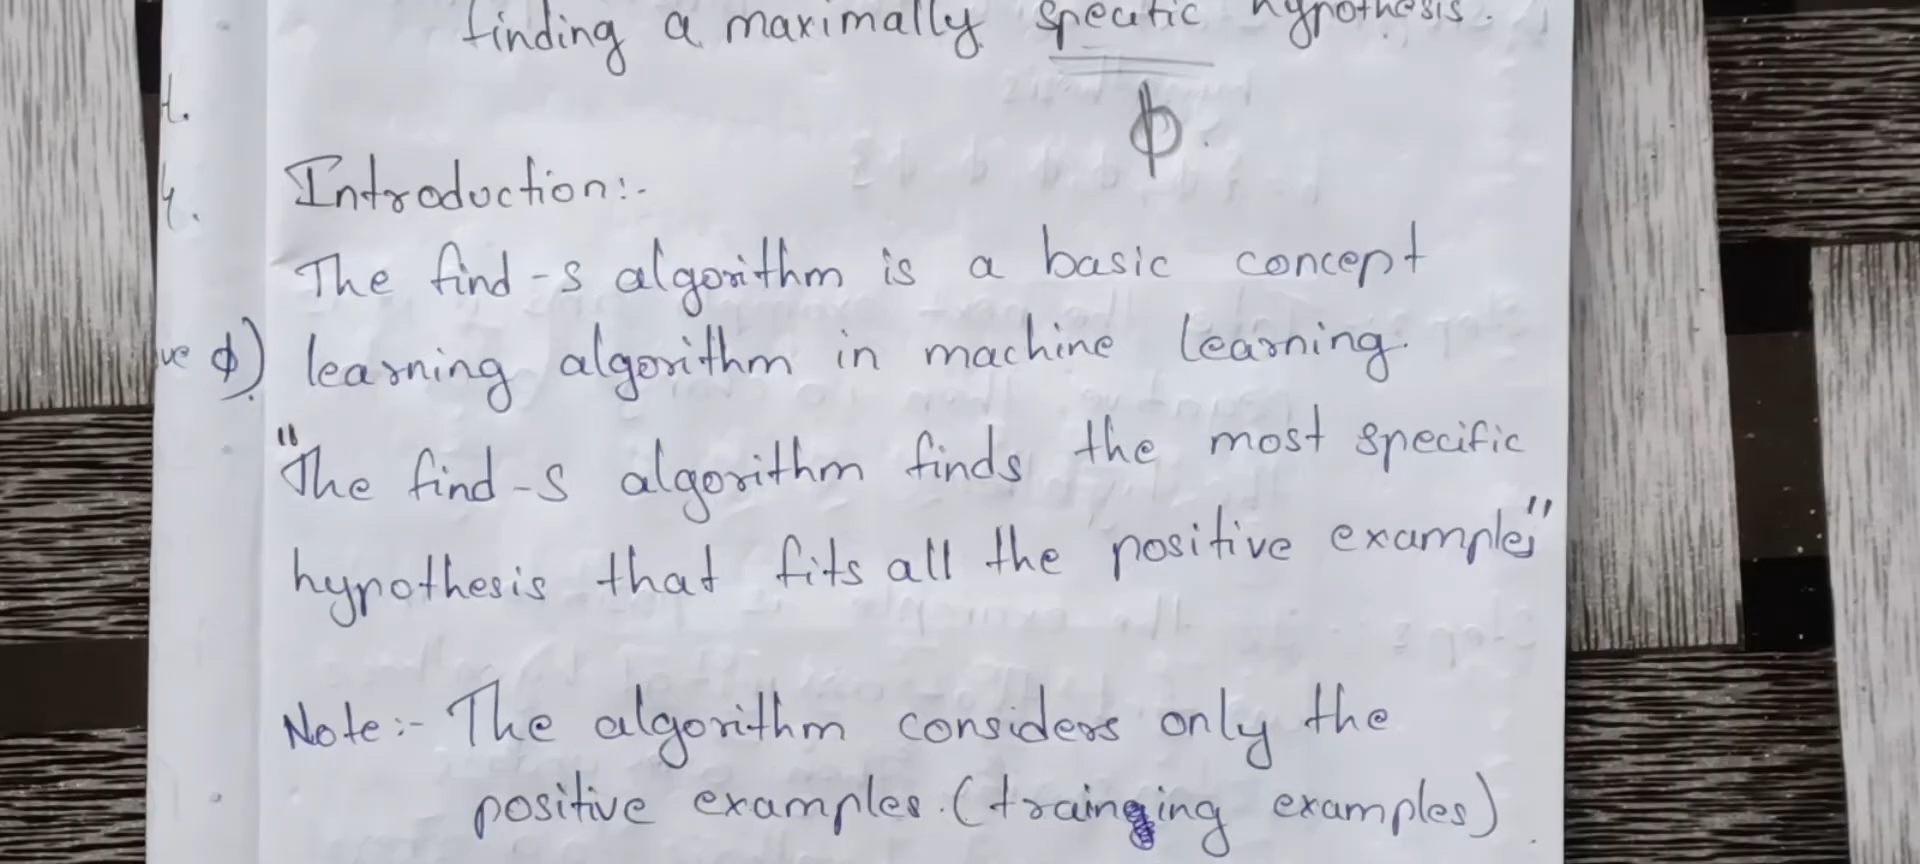 finding a maximally specific hypothesis.
ϕ.
t.
Introduction:-
y.
The find-s algorithm is a basic concept
ve ϕ) learning algorithm in machine learning.
"The find-s algorithm finds the most specific
hypothesis that fits all the positive examples"
Note:- The algorithm considers only the
positive examples. (training examples)